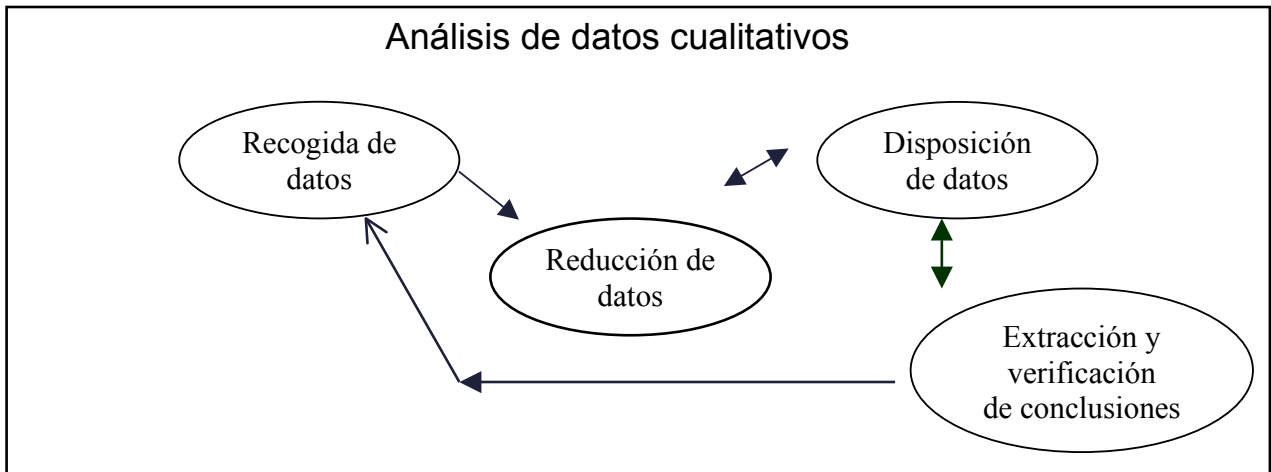 Análisis de datos cualitativos
Recogida de
datos
Disposición
de datos
Reducción de
datos
Extracción y
verificación
de conclusiones